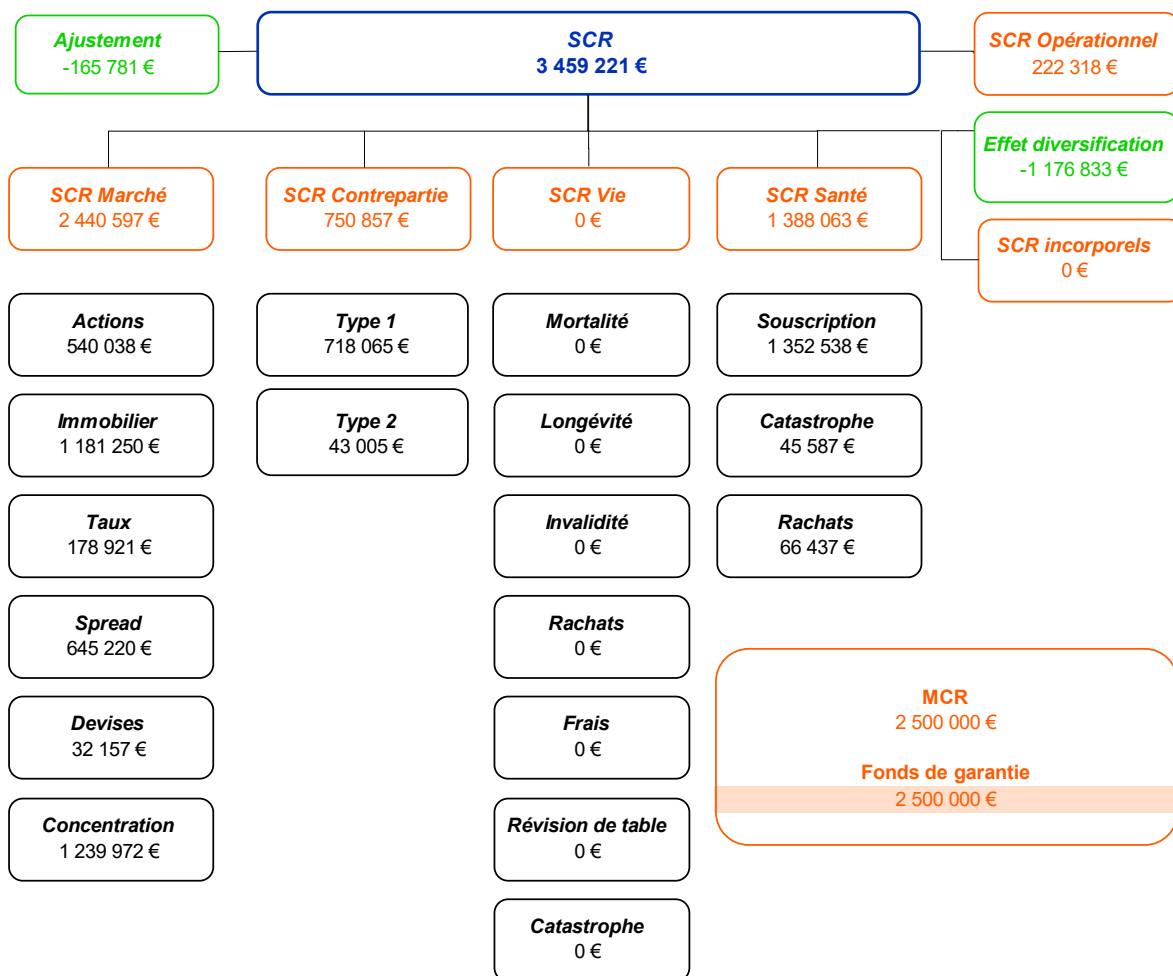 Ajustement
-165 781 €
SCR
3 459 221 €
SCR Opérationnel
222 318 €
Effet diversification
-1 176 833 €
SCR Marché
2 440 597 €
SCR Contrepartie
750 857 €
SCR Vie
0 €
SCR Santé
1 388 063 €
SCR incorporels
0 €
Actions
540 038 €
Immobilier
1 181 250 €
Taux
178 921 €
Spread
645 220 €
Devises
32 157 €
Concentration
1 239 972 €
Type 1
718 065 €
Type 2
43 005 €
Mortalité
0 €
Longévité
0 €
Invalidité
0 €
Rachats
0 €
Frais
0 €
Révision de table
0 €
Catastrophe
0 €
Souscription
1 352 538 €
Catastrophe
45 587 €
Rachats
66 437 €
MCR
2 500 000 €
Fonds de garantie
2 500 000 €